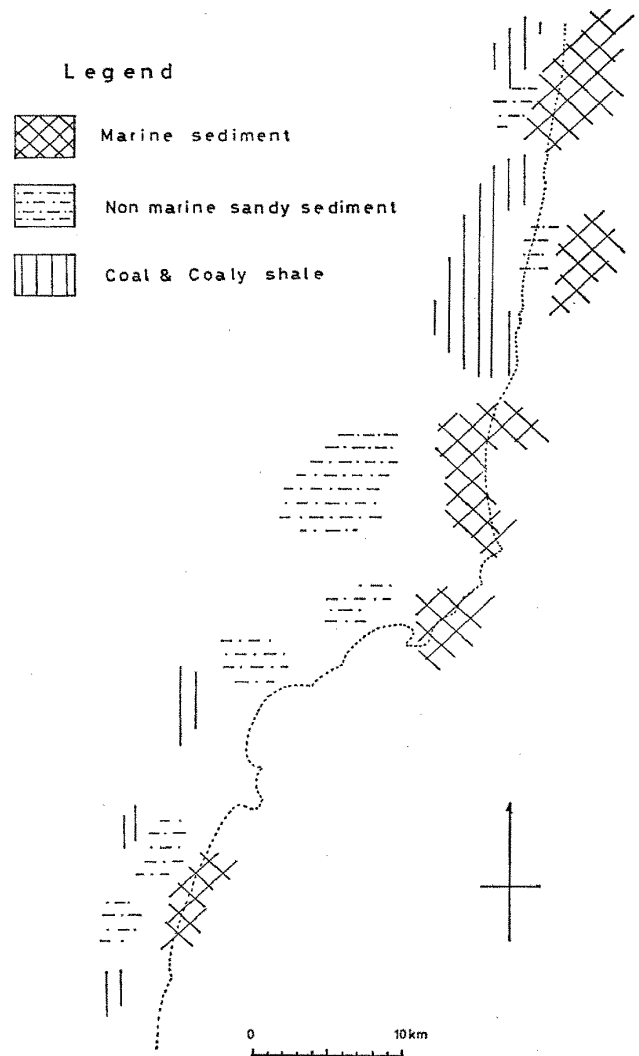 Legend
Marine sediment
Non marine sandy sediment
Coal & Coaly shale
0 10km